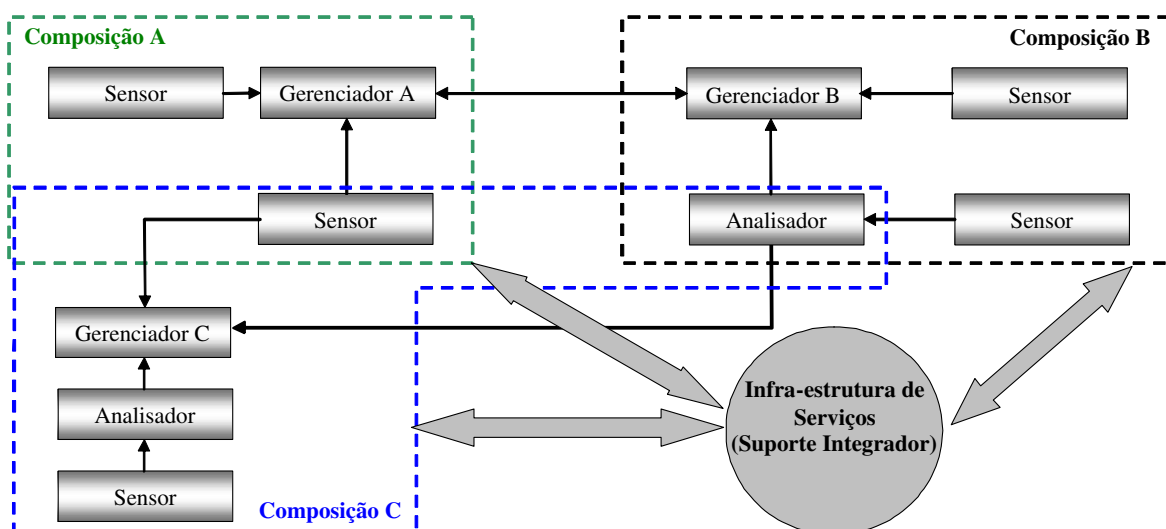 Composição A
Composição B
Sensor
Gerenciador A
Gerenciador B
Sensor
Sensor
Analisador
Sensor
Gerenciador C
Analisador
Sensor
Composição C
Infra-estrutura de
Serviços
(Suporte Integrador)